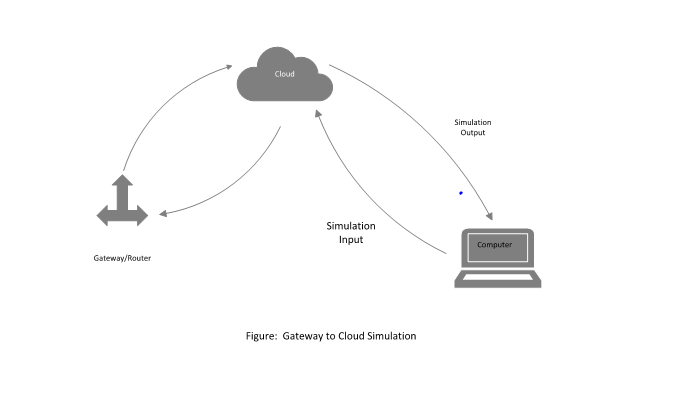 Cloud
Simulation
Output
Simulation
Input
Computer
Gateway/Router
Figure:  Gateway to Cloud Simulation